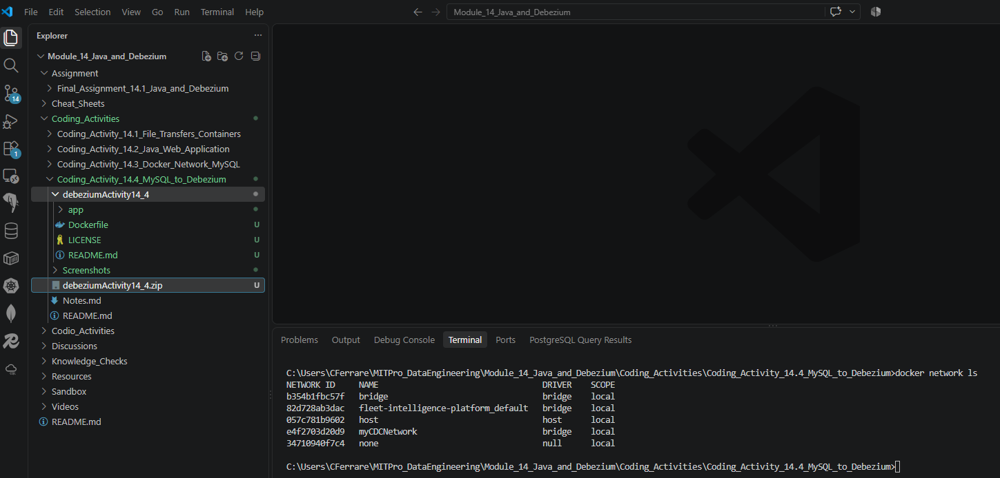 File Edit Selection View Go Run Terminal Help
Module_14_Java_and_Debezium
Explorer
Module_14_Java_and_Debezium
Assignment
Final_Assignment_14.1_Java_and_Debezium
Cheat_Sheets
14
Coding_Activities
Coding_Activity_14.1_File_Transfers_Containers
Coding_Activity_14.2_Java_Web_Application
1
Coding_Activity_14.3_Docker_Network_MySQL
Coding_Activity_14.4_MySQL_to_Debezium
debeziumActivity14_4
app
Dockerfile U
LICENSE U
README.md U
Screenshots
debeziumActivity14_4.zip U
Notes.md
README.md
Codio_Activities
Discussions
Knowledge_Checks
Resources
Sandbox
Videos
README.md
Problems Output Debug Console Terminal Ports PostgreSQL Query Results
C:\Users\CFerrare\MITPro_DataEngineering\Module_14_Java_and_Debezium\Coding_Activities\Coding_Activity_14.4_MySQL_to_Debezium>docker network ls
NETWORK ID NAME DRIVER SCOPE
b354b1fbc57f bridge bridge local
82d728ab3dac fleet-intelligence-platform_default bridge local
057c781b9602 host host local
e4f2703d20d9 myCDCNetwork bridge local
34710940f7c4 none null local
C:\Users\CFerrare\MITPro_DataEngineering\Module_14_Java_and_Debezium\Coding_Activities\Coding_Activity_14.4_MySQL_to_Debezium>